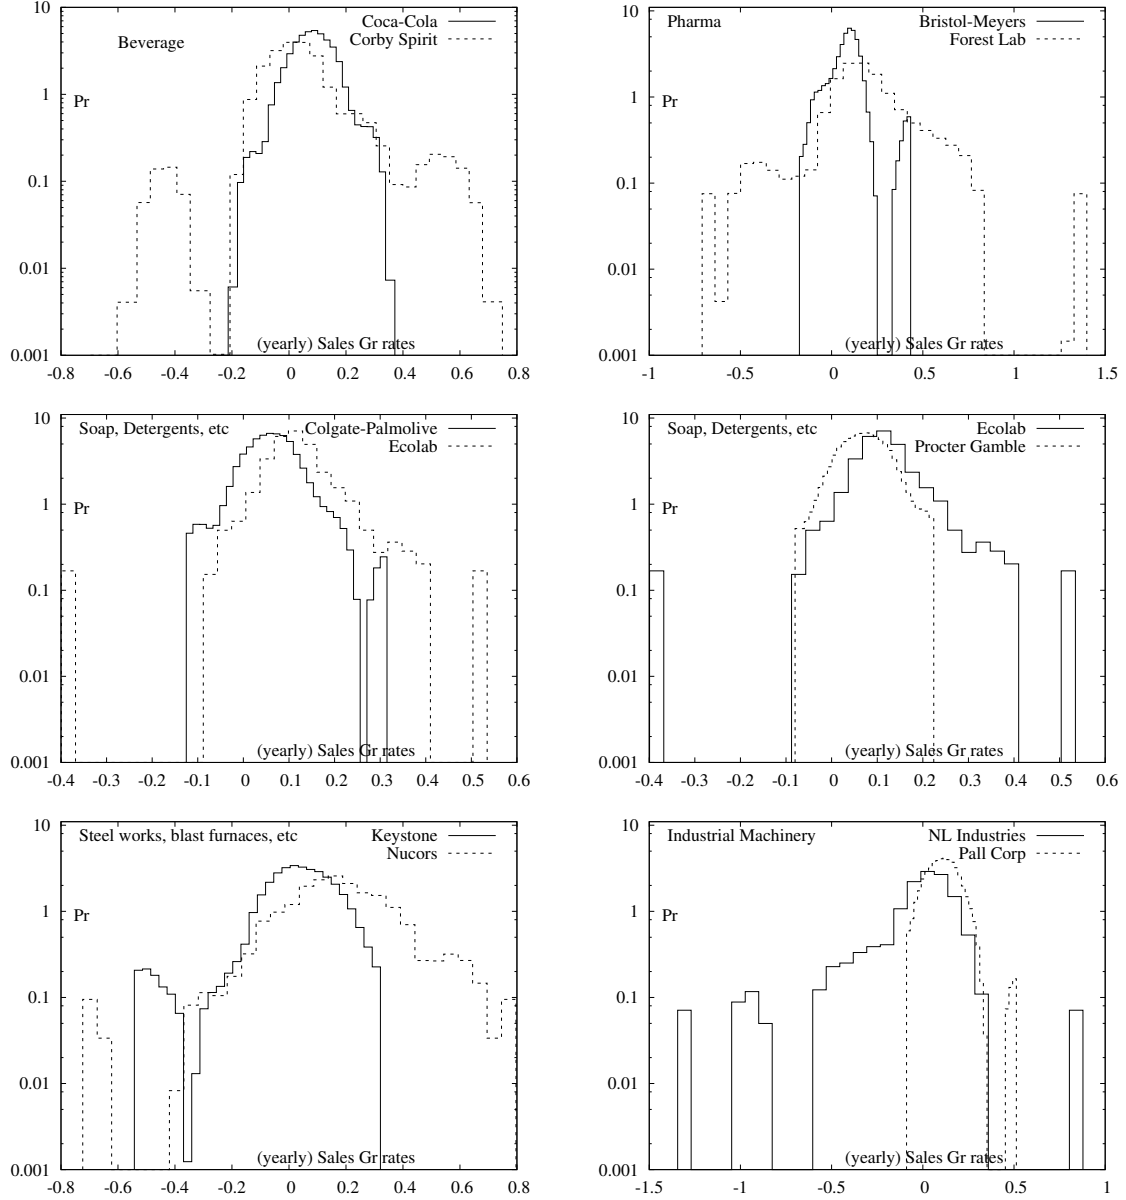 Beverage
Coca-Cola
Corby Spirit
10
1
0.1
0.01
0.001
Pr
(yearly) Sales Gr rates
-0.8 -0.6 -0.4 -0.2 0 0.2 0.4 0.6 0.8
Pharma
Bristol-Meyers
Forest Lab
10
1
0.1
0.01
0.001
Pr
(yearly) Sales Gr rates
-1 -0.5 0 0.5 1 1.5
Soap, Detergents, etc
Colgate-Palmolive
Ecolab
10
1
0.1
0.01
0.001
Pr
(yearly) Sales Gr rates
-0.4 -0.3 -0.2 -0.1 0 0.1 0.2 0.3 0.4 0.5 0.6
Soap, Detergents, etc
Ecolab
Procter Gamble
10
1
0.1
0.01
0.001
Pr
(yearly) Sales Gr rates
-0.4 -0.3 -0.2 -0.1 0 0.1 0.2 0.3 0.4 0.5 0.6
Steel works, blast furnaces, etc
Keystone
Nucors
10
1
0.1
0.01
0.001
Pr
(yearly) Sales Gr rates
-0.8 -0.6 -0.4 -0.2 0 0.2 0.4 0.6 0.8
Industrial Machinery
NL Industries
Pall Corp
10
1
0.1
0.01
0.001
Pr
(yearly) Sales Gr rates
-1.5 -1 -0.5 0 0.5 1